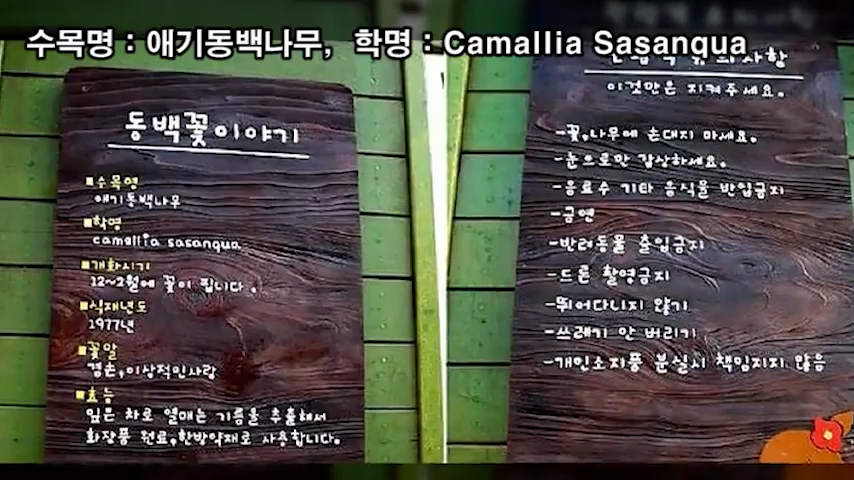 수목명 : 애기동백나무, 학명 : Camallia Sasanqua
동백꽃이야기
■수목명
애기동백나무
■학명
camallia sasanqua
■개화시기
12~2월에 꽃이 핍니다.
■식재년도
1977년
■꽃말
겸손,이상적인사랑
■효능
잎은 차로 열매는 기름을 추출해서
화장품 원료,한방약재로 사용합니다.
이것만은 지켜주세요.
-꽃,나무에 손대지 마세요.
-눈으로만 감상하세요.
-음료수 기타 음식물 반입금지
-금연
-반려동물 출입금지
-드론 촬영금지
-뛰어다니지 않기
-쓰레기 안 버리기
-개인소지품 분실시 책임지지 않음